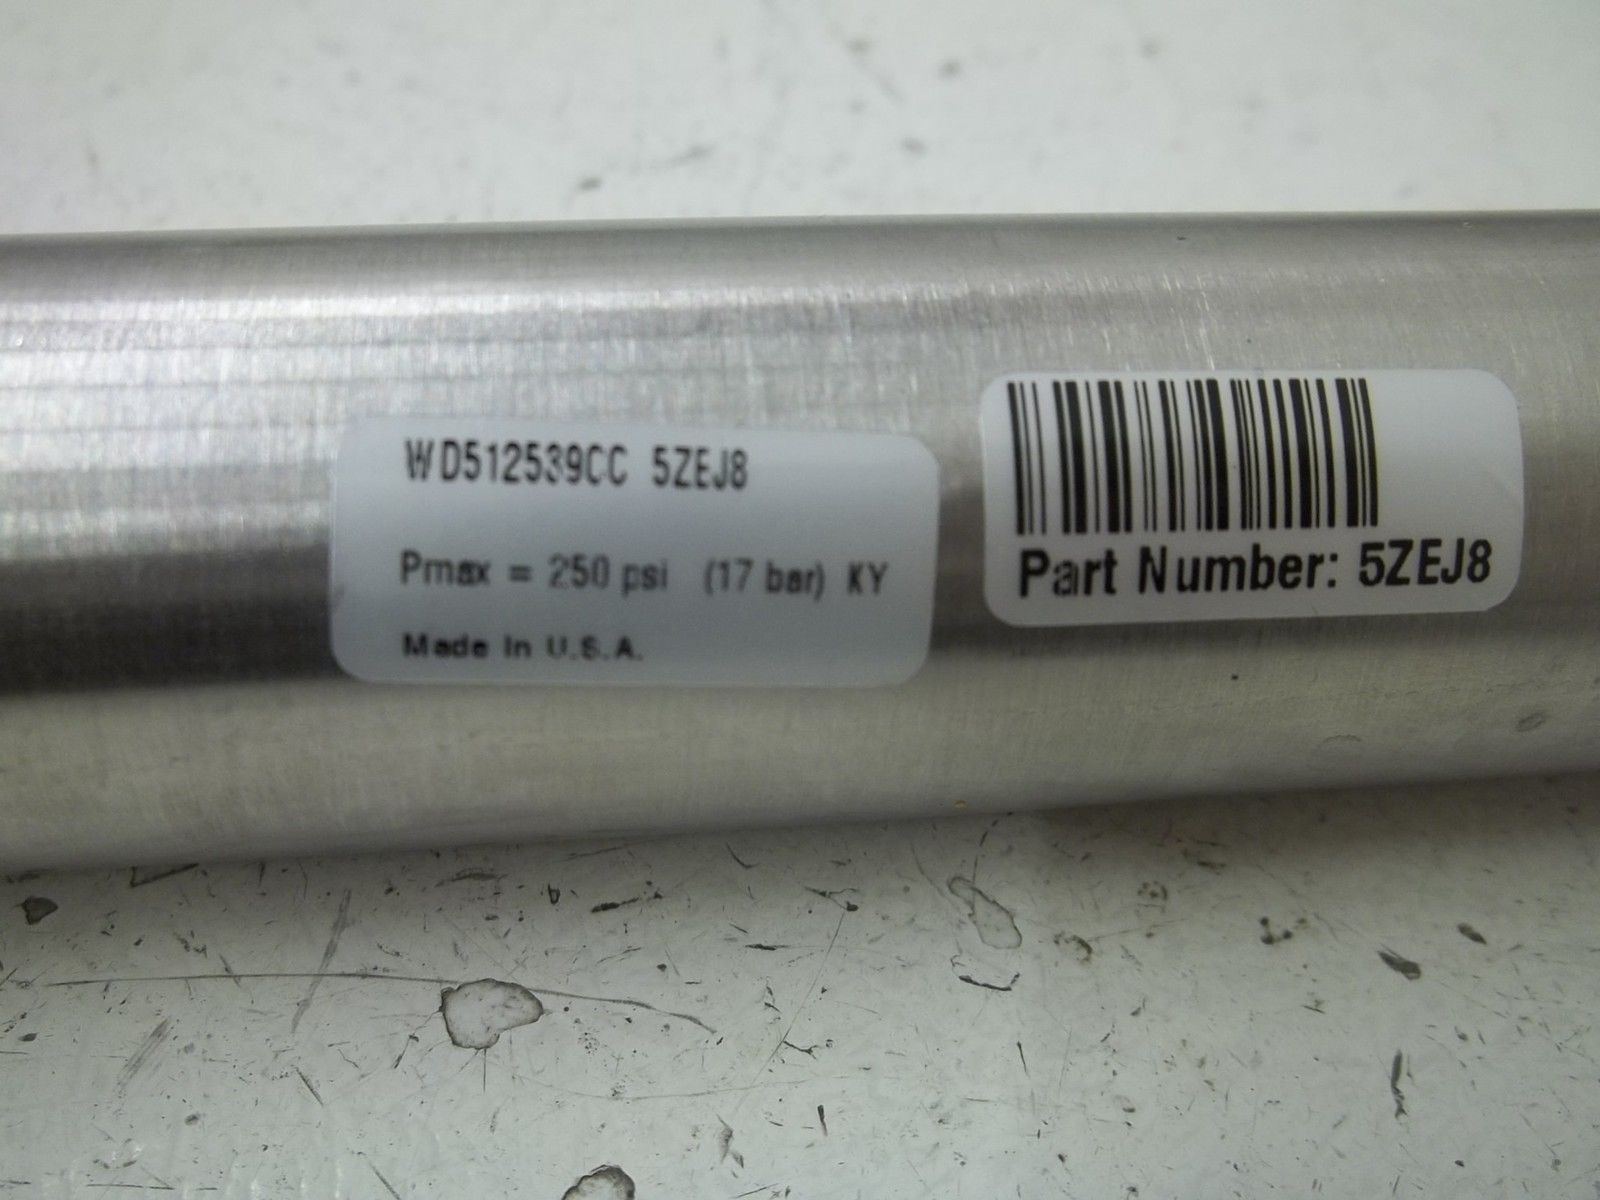 WD512539CC 5ZEJ8
Pmax = 250 psi (17 bar) KY
Made in U.S.A.
Part Number: 5ZEJ8